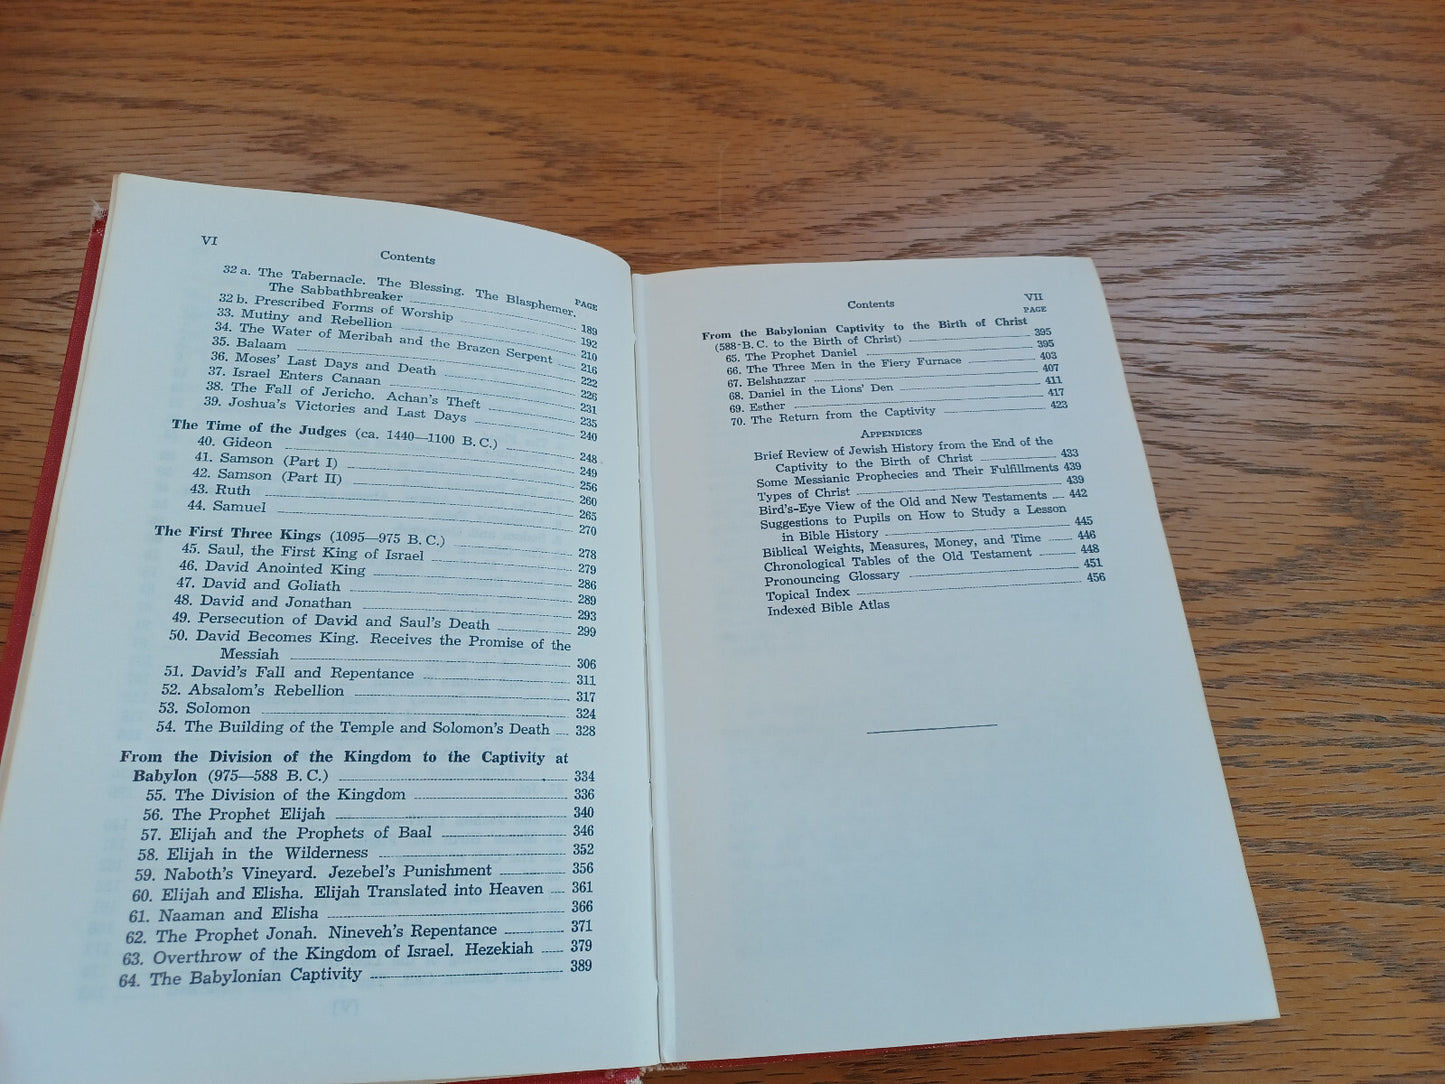 VI
Contents
PAGE
32 a. The Tabernacle. The Blessing. The Blasphemer.
The Sabbathbreaker 189
32 b. Prescribed Forms of Worship 192
33. Mutiny and Rebellion 210
34. The Water of Meribah and the Brazen Serpent 216
35. Balaam 222
36. Moses' Last Days and Death 226
37. Israel Enters Canaan 231
38. The Fall of Jericho. Achan's Theft 235
39. Joshua's Victories and Last Days 240
The Time of the Judges (ca. 1440—1100 B. C.) 248
40. Gideon 249
41. Samson (Part I) 256
42. Samson (Part II) 260
43. Ruth 265
44. Samuel 270
The First Three Kings (1095—975 B. C.) 278
45. Saul, the First King of Israel 279
46. David Anointed King 286
47. David and Goliath 289
48. David and Jonathan 293
49. Persecution of David and Saul's Death 299
50. David Becomes King. Receives the Promise of the
Messiah 306
51. David's Fall and Repentance 311
52. Absalom's Rebellion 317
53. Solomon 324
54. The Building of the Temple and Solomon's Death 328
From the Division of the Kingdom to the Captivity at
Babylon (975—588 B. C.) 334
55. The Division of the Kingdom 336
56. The Prophet Elijah 340
57. Elijah and the Prophets of Baal 346
58. Elijah in the Wilderness 352
59. Naboth's Vineyard. Jezebel's Punishment 356
60. Elijah and Elisha. Elijah Translated into Heaven 361
61. Naaman and Elisha 366
62. The Prophet Jonah. Nineveh's Repentance 371
63. Overthrow of the Kingdom of Israel. Hezekiah 379
64. The Babylonian Captivity 389
Contents
VII
PAGE
From the Babylonian Captivity to the Birth of Christ
(588 B. C. to the Birth of Christ) 395
65. The Prophet Daniel 395
66. The Three Men in the Fiery Furnace 403
67. Belshazzar 407
68. Daniel in the Lions' Den 411
69. Esther 417
70. The Return from the Captivity 423
APPENDICES
Brief Review of Jewish History from the End of the
Captivity to the Birth of Christ 433
Some Messianic Prophecies and Their Fulfillments 439
Types of Christ 439
Bird's-Eye View of the Old and New Testaments 442
Suggestions to Pupils on How to Study a Lesson
in Bible History 445
Biblical Weights, Measures, Money, and Time 446
Chronological Tables of the Old Testament 448
Pronouncing Glossary 451
Topical Index 456
Indexed Bible Atlas